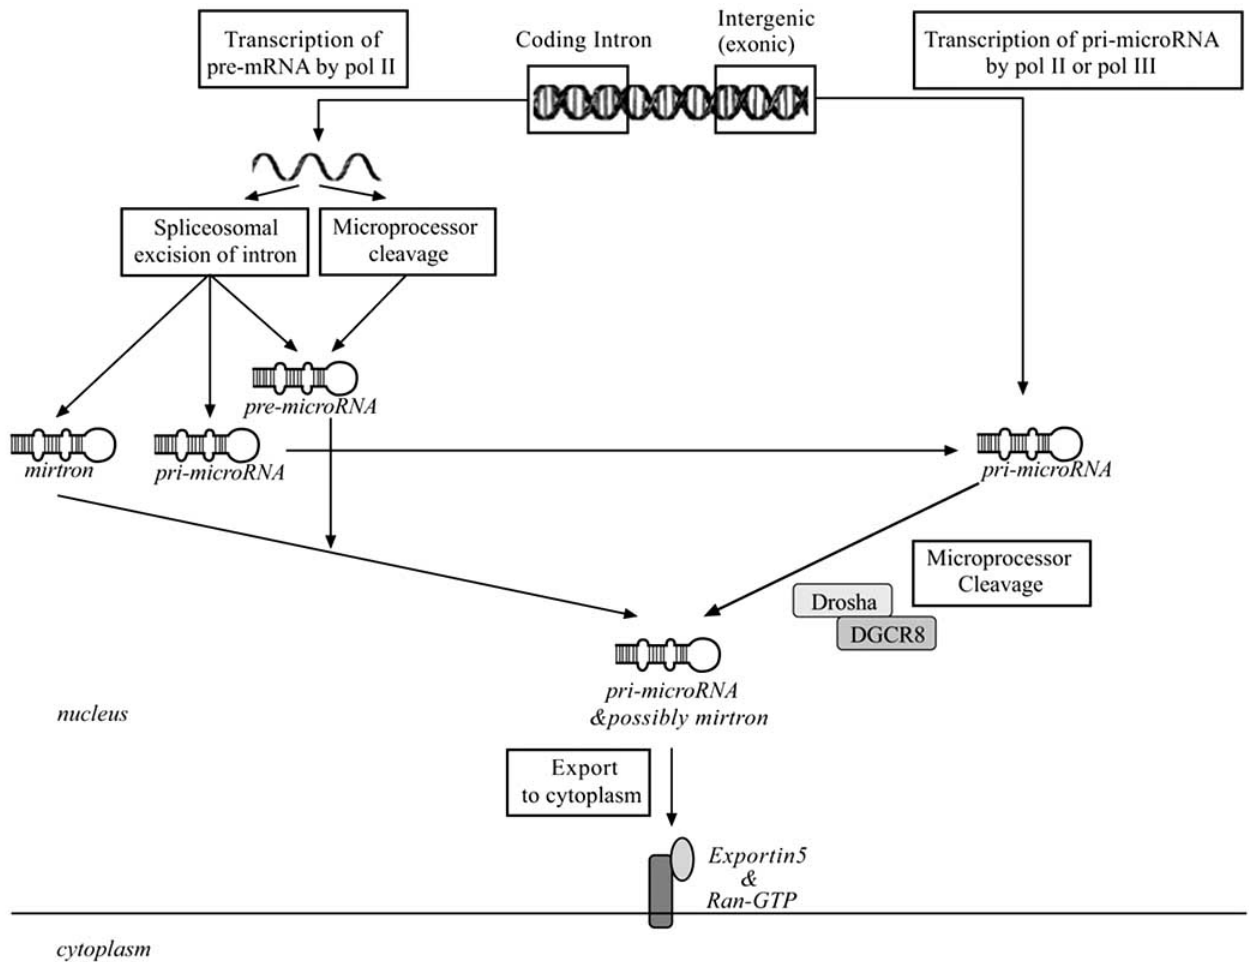 Transcription of
pre-mRNA by pol II
Coding Intron
Intergenic
(exonic)
Transcription of pri-microRNA
by pol II or pol III
Spliceosomal
excision of intron
Microprocessor
cleavage
pre-microRNA
mirtron
pri-microRNA
pri-microRNA
Microprocessor
Cleavage
Drosha
DGCR8
pri-microRNA
&possibly mirtron
nucleus
Export
to cytoplasm
Exportin5
&
Ran-GTP
cytoplasm